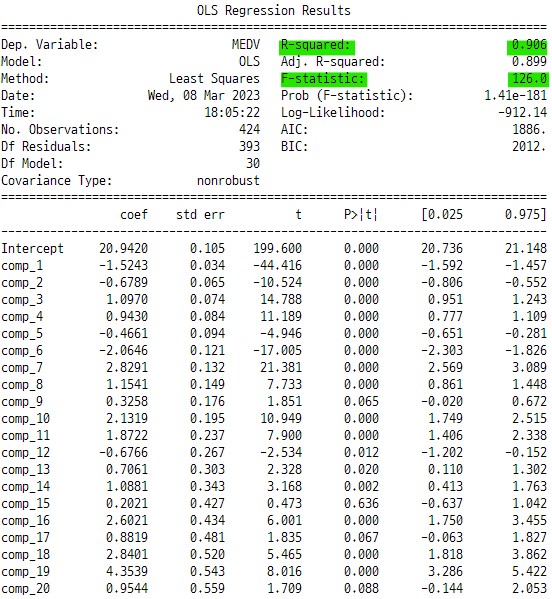 OLS Regression Results
==============================================================================
Dep. Variable: MEDV R-squared: 0.906
Model: OLS Adj. R-squared: 0.899
Method: Least Squares F-statistic: 126.0
Date: Wed, 08 Mar 2023 Prob (F-statistic): 1.41e-181
Time: 18:05:22 Log-Likelihood: -912.14
No. Observations: 424 AIC: 1886.
Df Residuals: 393 BIC: 2012.
Df Model: 30
Covariance Type: nonrobust
==============================================================================
coef std err t P>|t| [0.025 0.975]
------------------------------------------------------------------------------
Intercept 20.9420 0.105 199.600 0.000 20.736 21.148
comp_1 -1.5243 0.034 -44.416 0.000 -1.592 -1.457
comp_2 -0.6789 0.065 -10.524 0.000 -0.806 -0.552
comp_3 1.0970 0.074 14.788 0.000 0.951 1.243
comp_4 0.9430 0.084 11.189 0.000 0.777 1.109
comp_5 -0.4661 0.094 -4.946 0.000 -0.651 -0.281
comp_6 -2.0646 0.121 -17.005 0.000 -2.303 -1.826
comp_7 2.8291 0.132 21.381 0.000 2.569 3.089
comp_8 1.1541 0.149 7.733 0.000 0.861 1.448
comp_9 0.3258 0.176 1.851 0.065 -0.020 0.672
comp_10 2.1319 0.195 10.949 0.000 1.749 2.515
comp_11 1.8722 0.237 7.900 0.000 1.406 2.338
comp_12 -0.6766 0.267 -2.534 0.012 -1.202 -0.152
comp_13 0.7061 0.303 2.328 0.020 0.110 1.302
comp_14 1.0881 0.343 3.168 0.002 0.413 1.763
comp_15 0.2021 0.427 0.473 0.636 -0.637 1.042
comp_16 2.6021 0.434 6.001 0.000 1.750 3.455
comp_17 0.8819 0.481 1.835 0.067 -0.063 1.827
comp_18 2.8401 0.520 5.465 0.000 1.818 3.862
comp_19 4.3539 0.543 8.016 0.000 3.286 5.422
comp_20 0.9544 0.559 1.709 0.088 -0.144 2.053